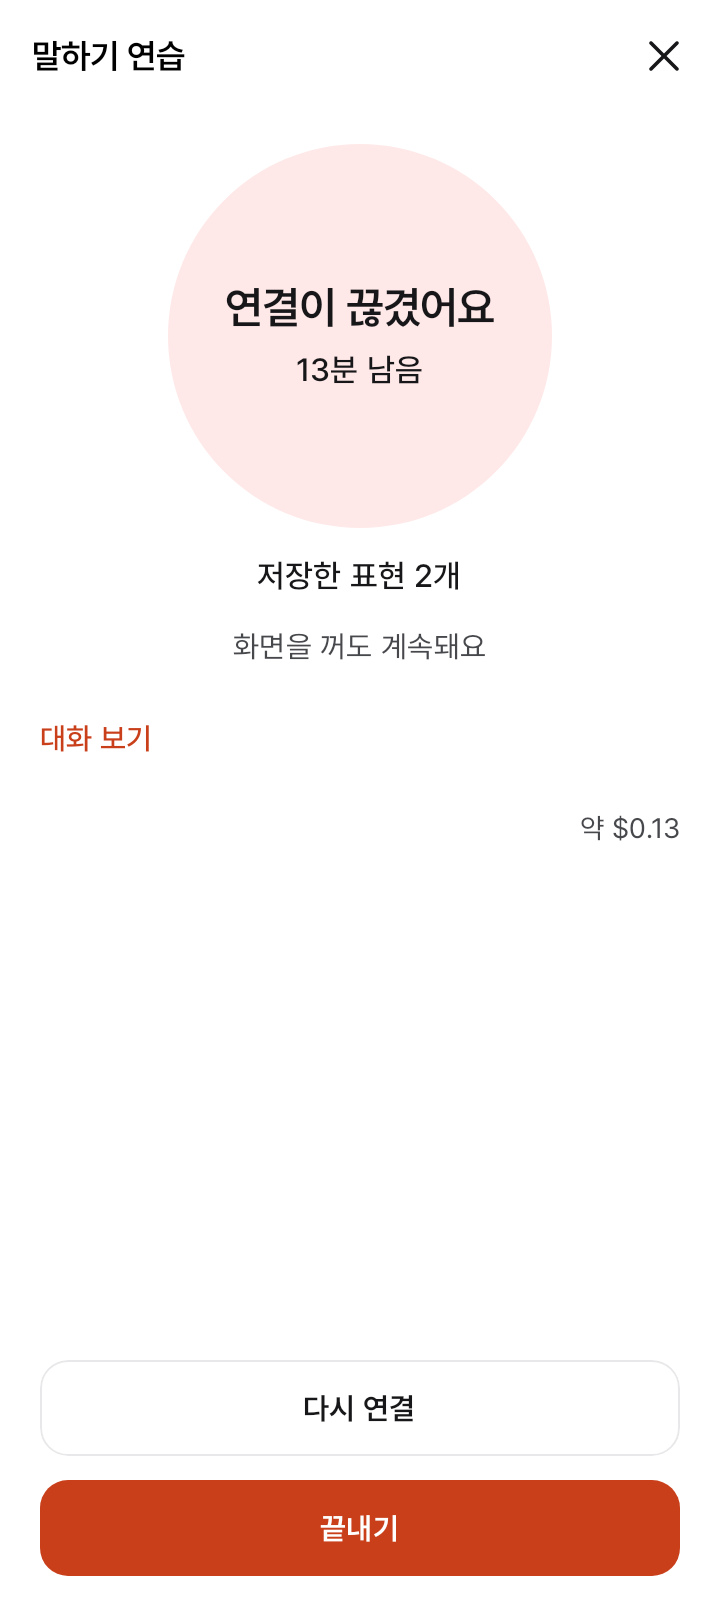 말하기 연습
연결이 끊겼어요
13분 남음
저장한 표현 2개
화면을 꺼도 계속돼요
대화 보기
약 $0.13
다시 연결
끝내기